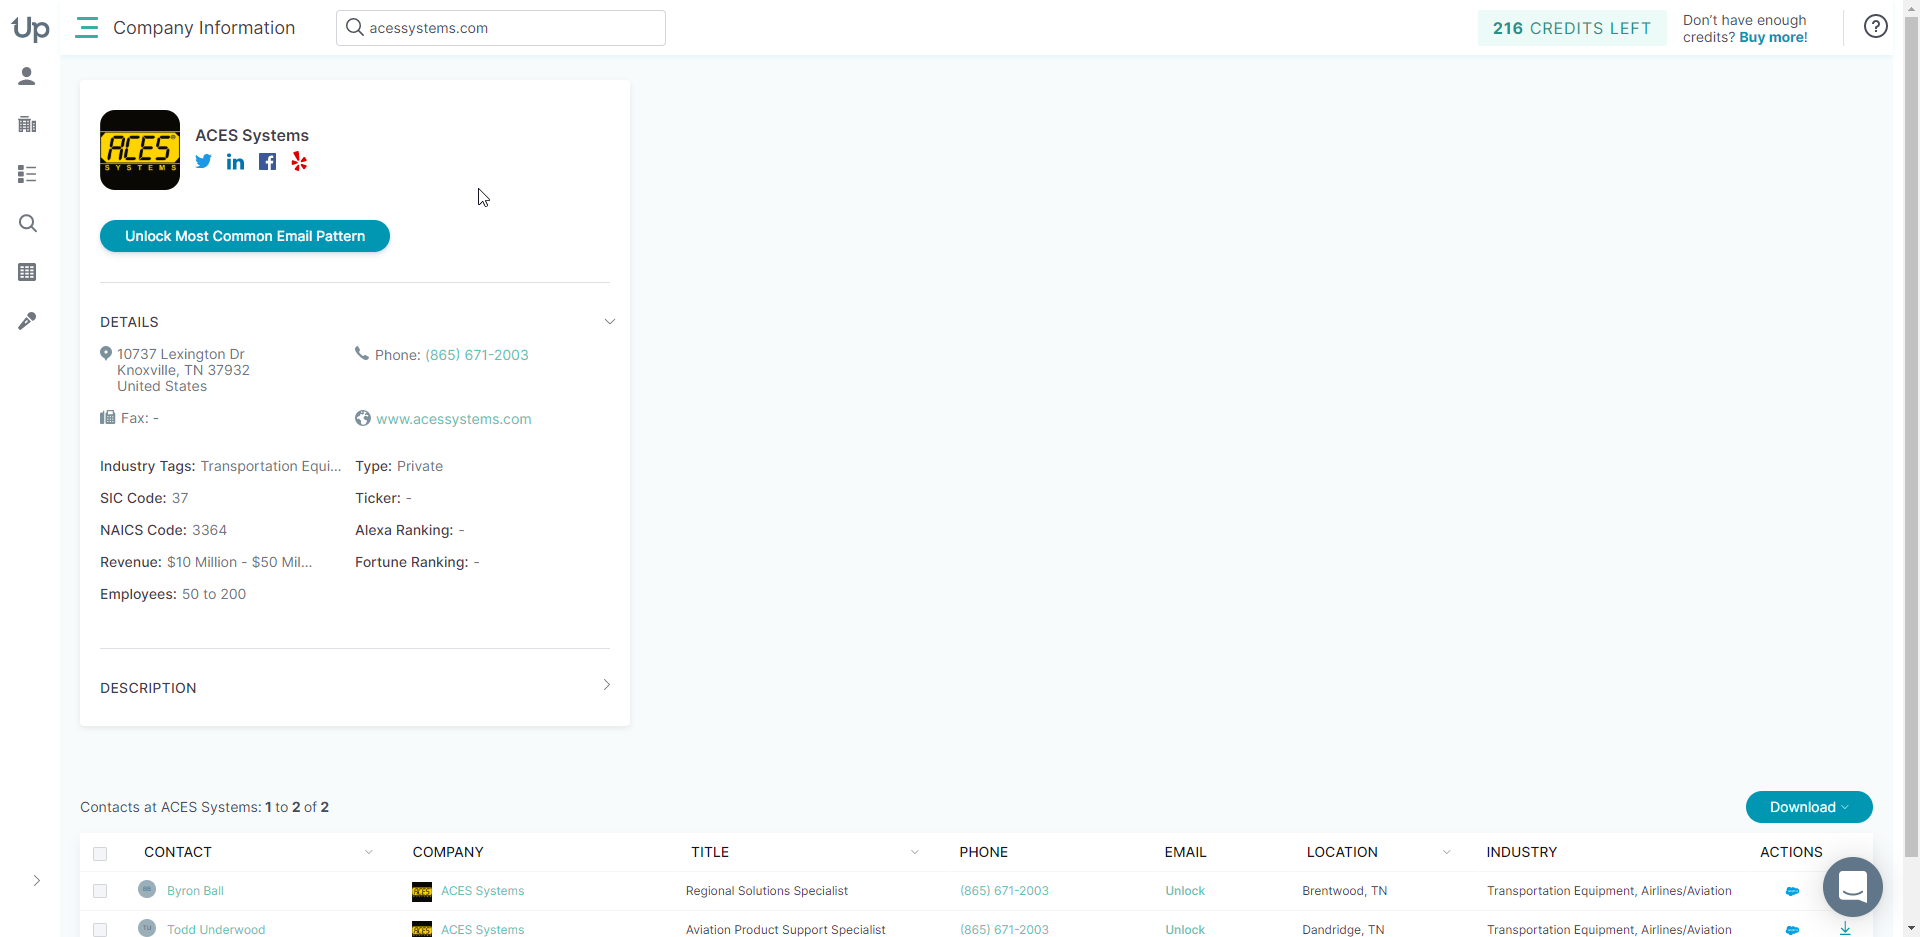 Up
Company Information
acessystems.com
216 CREDITS LEFT
Don't have enough
credits? Buy more!
ACES
SYSTEMS
ACES Systems
Unlock Most Common Email Pattern
DETAILS
10737 Lexington Dr
Knoxville, TN 37932
United States
Phone: (865) 671-2003
Fax: -
www.acessystems.com
Industry Tags: Transportation Equi...
Type: Private
SIC Code: 37
Ticker: -
NAICS Code: 3364
Alexa Ranking: -
Revenue: $10 Million - $50 Mil...
Fortune Ranking: -
Employees: 50 to 200
DESCRIPTION
Contacts at ACES Systems: 1 to 2 of 2
Download
CONTACT COMPANY TITLE PHONE EMAIL LOCATION INDUSTRY ACTIONS
Byron Ball ACES ACES Systems Regional Solutions Specialist (865) 671-2003 Unlock Brentwood, TN Transportation Equipment, Airlines/Aviation
TU Todd Underwood ACES ACES Systems Aviation Product Support Specialist (865) 671-2003 Unlock Dandridge, TN Transportation Equipment, Airlines/Aviation